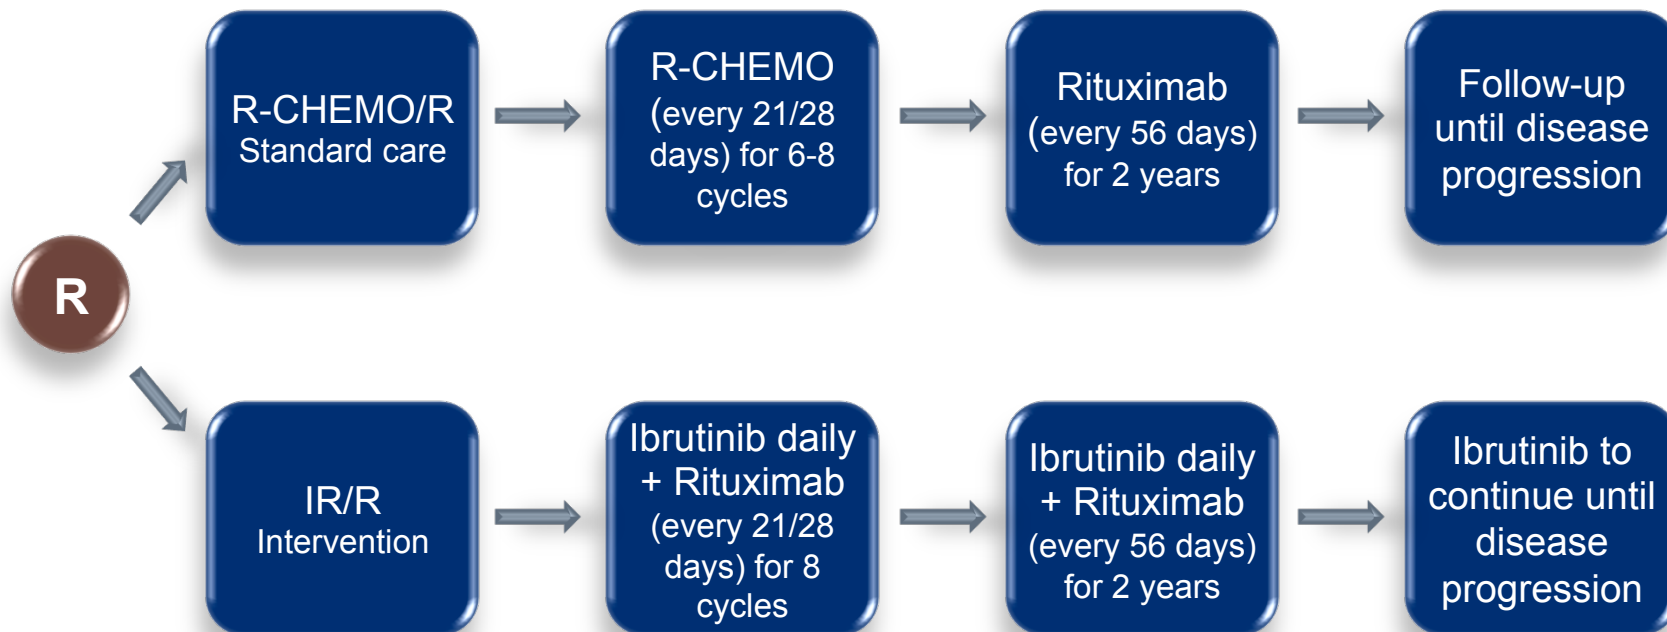 R
R-CHEMO/R
Standard care
R-CHEMO
(every 21/28
days) for 6-8
cycles
Rituximab
(every 56 days)
for 2 years
Follow-up
until disease
progression
IR/R
Intervention
Ibrutinib daily
+ Rituximab
(every 21/28
days) for 8
cycles
Ibrutinib daily
+ Rituximab
(every 56 days)
for 2 years
Ibrutinib to
continue until
disease
progression